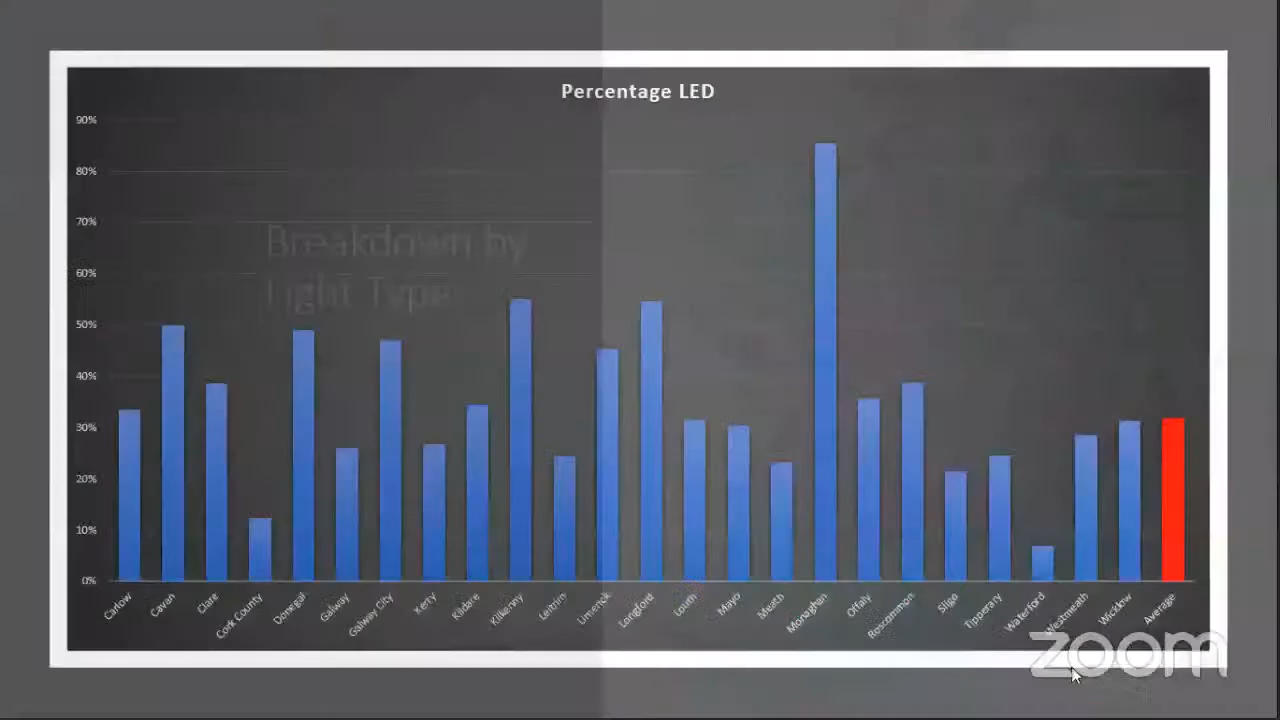 Percentage LED
90%
80%
70%
Breakdown by
Light Type
60%
50%
40%
30%
20%
10%
0%
Carlow
Cavan
Clare
Cork County
Donegal
Galway
Galway City
Kerry
Kildare
Kilkenny
Leitrim
Limerick
Longford
Louth
Mayo
Meath
Monaghan
Offaly
Roscommon
Sligo
Tipperary
Waterford
Westmeath
Wicklow
Average
zoom